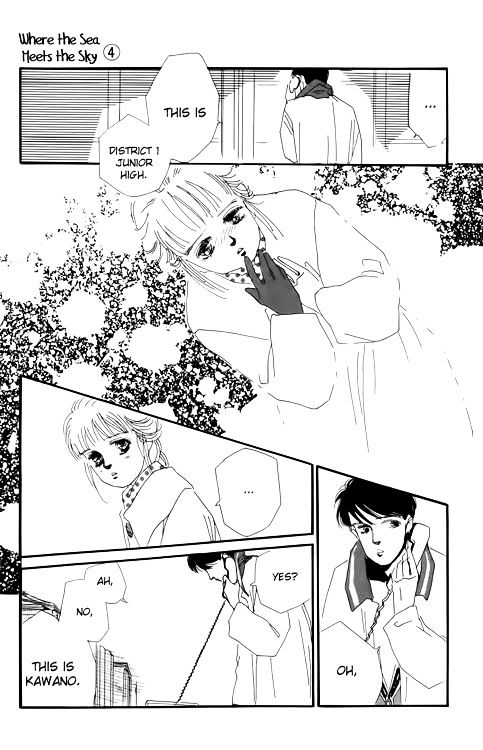 Where the Sea
Meets the Sky ④
THIS IS
DISTRICT 1
JUNIOR
HIGH.
...
...
OH,
YES?
AH,
NO,
THIS IS
KAWANO.